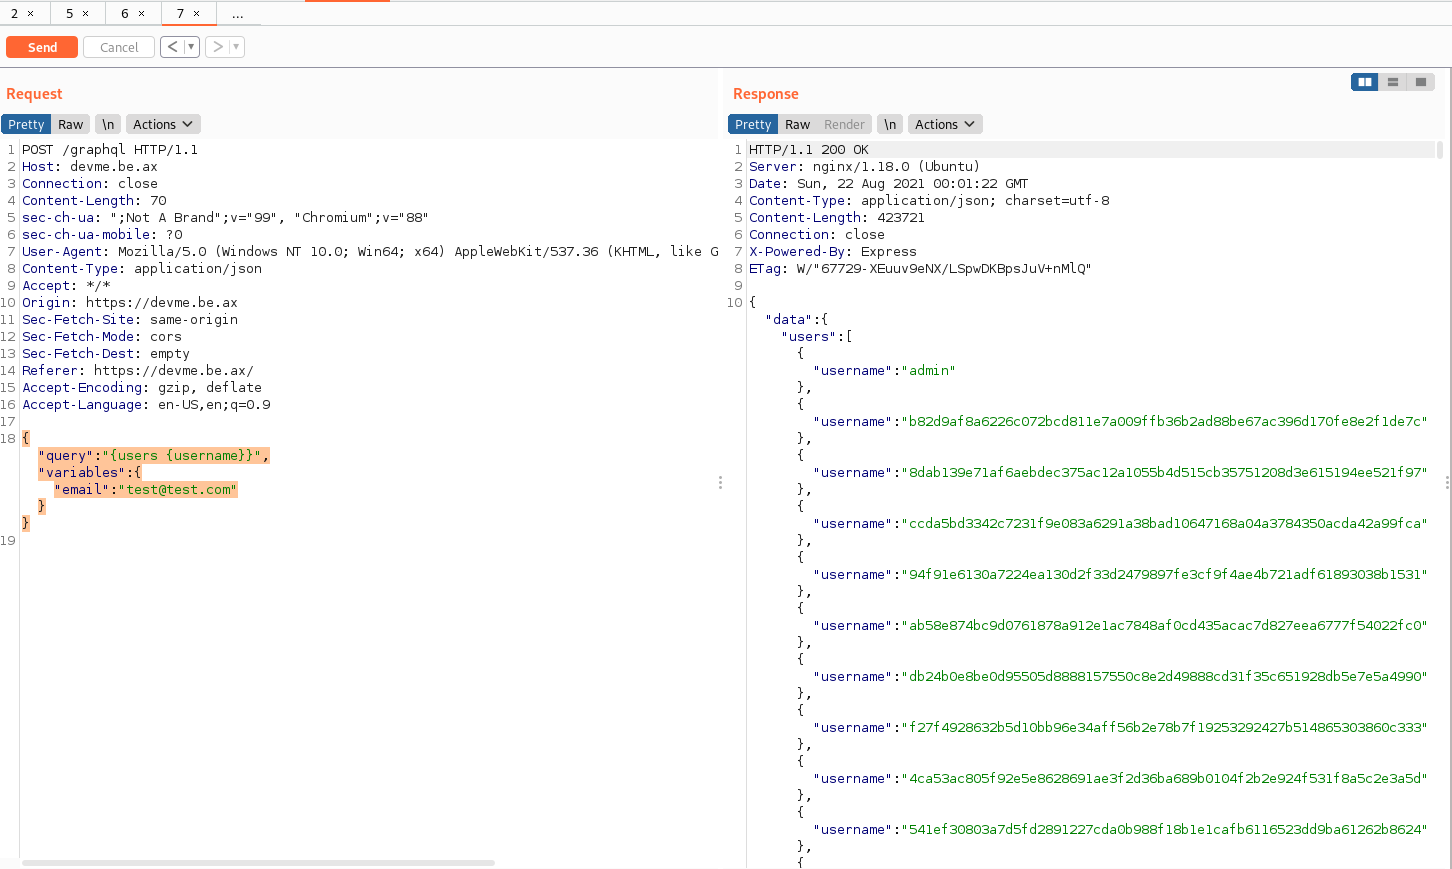 2 × 5 × 6 × 7 × ...
Send Cancel < ▼ > ▼
Request
Pretty Raw \n Actions
1 POST /graphql HTTP/1.1
2 Host: devme.be.ax
3 Connection: close
4 Content-Length: 70
5 sec-ch-ua: ";Not A Brand";v="99", "Chromium";v="88"
6 sec-ch-ua-mobile: ?0
7 User-Agent: Mozilla/5.0 (Windows NT 10.0; Win64; x64) AppleWebKit/537.36 (KHTML, like G
8 Content-Type: application/json
9 Accept: */*
10 Origin: https://devme.be.ax
11 Sec-Fetch-Site: same-origin
12 Sec-Fetch-Mode: cors
13 Sec-Fetch-Dest: empty
14 Referer: https://devme.be.ax/
15 Accept-Encoding: gzip, deflate
16 Accept-Language: en-US,en;q=0.9
17
18 {
"query":"{users {username}}",
"variables":{
"email":"test@test.com"
}
}
19
Response
Pretty Raw Render \n Actions
1 HTTP/1.1 200 OK
2 Server: nginx/1.18.0 (Ubuntu)
3 Date: Sun, 22 Aug 2021 00:01:22 GMT
4 Content-Type: application/json; charset=utf-8
5 Content-Length: 423721
6 Connection: close
7 X-Powered-By: Express
8 ETag: W/"67729-XEuuv9eNX/LSpwDKBpsJuV+nMlQ"
9
10 {
"data":{
"users":[
{
"username":"admin"
},
{
"username":"b82d9af8a6226c072bcd811e7a009ffb36b2ad88be67ac396d170fe8e2f1de7c"
},
{
"username":"8dab139e71af6aebdec375ac12a1055b4d515cb35751208d3e615194ee521f97"
},
{
"username":"ccda5bd3342c7231f9e083a6291a38bad10647168a04a3784350acda42a99fca"
},
{
"username":"94f91e6130a7224ea130d2f33d2479897fe3cf9f4ae4b721adf61893038b1531"
},
{
"username":"ab58e874bc9d0761878a912e1ac7848af0cd435acac7d827eea6777f54022fc0"
},
{
"username":"db24b0e8be0d95505d8888157550c8e2d49888cd31f35c651928db5e7e5a4990"
},
{
"username":"f27f4928632b5d10bb96e34aff56b2e78b7f19253292427b514865303860c333"
},
{
"username":"4ca53ac805f92e5e8628691ae3f2d36ba689b0104f2b2e924f531f8a5c2e3a5d"
},
{
"username":"541ef30803a7d5fd2891227cda0b988f18b1e1cafb6116523dd9ba61262b8624"
},
{